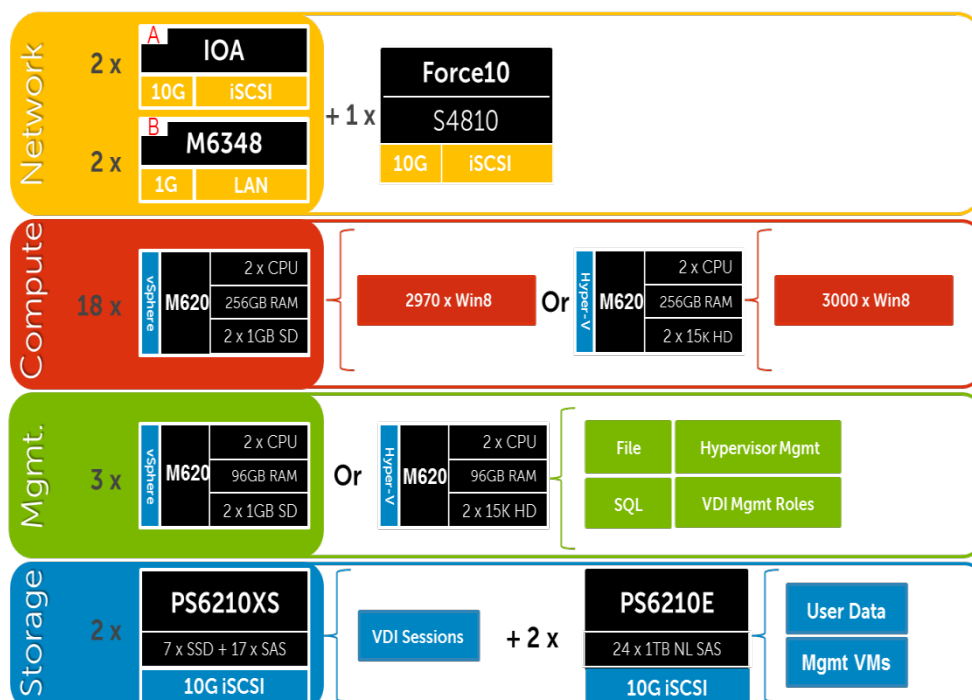 Network
2 x
A
IOA
10G iSCSI
2 x
B
M6348
1G LAN
+ 1 x
Force10
S4810
10G iSCSI
Compute
18 x
vSphere
M620
2 x CPU
256GB RAM
2 x 1GB SD
2970 x Win8
Or
Hyper-V
M620
2 x CPU
256GB RAM
2 x 15K HD
3000 x Win8
Mgmt.
3 x
vSphere
M620
2 x CPU
96GB RAM
2 x 1GB SD
Or
Hyper-V
M620
2 x CPU
96GB RAM
2 x 15K HD
File
Hypervisor Mgmt
SQL
VDI Mgmt Roles
Storage
2 x
PS6210XS
7 x SSD + 17 x SAS
10G iSCSI
VDI Sessions
+ 2 x
PS6210E
24 x 1TB NL SAS
10G iSCSI
User Data
Mgmt VMs